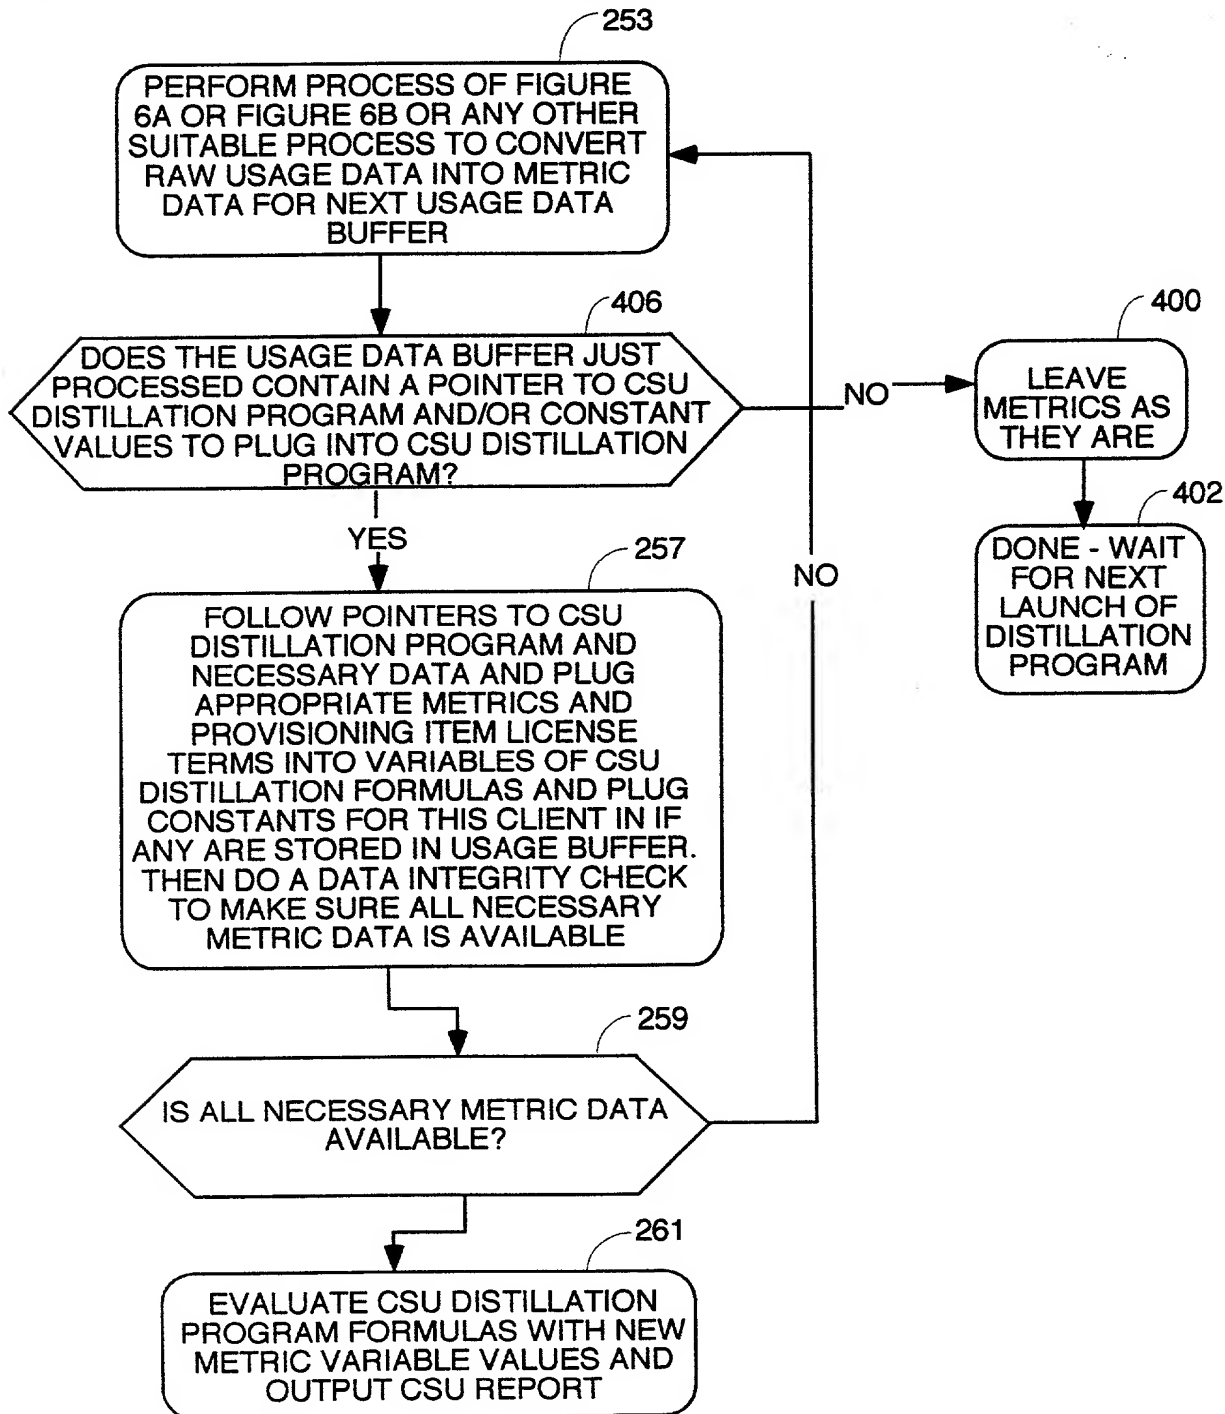 253
PERFORM PROCESS OF FIGURE
6A OR FIGURE 6B OR ANY OTHER
SUITABLE PROCESS TO CONVERT
RAW USAGE DATA INTO METRIC
DATA FOR NEXT USAGE DATA
BUFFER
406
DOES THE USAGE DATA BUFFER JUST
PROCESSED CONTAIN A POINTER TO CSU
DISTILLATION PROGRAM AND/OR CONSTANT
VALUES TO PLUG INTO CSU DISTILLATION
PROGRAM?
NO
400
LEAVE
METRICS AS
THEY ARE
402
DONE - WAIT
FOR NEXT
LAUNCH OF
DISTILLATION
PROGRAM
YES
NO
257
FOLLOW POINTERS TO CSU
DISTILLATION PROGRAM AND
NECESSARY DATA AND PLUG
APPROPRIATE METRICS AND
PROVISIONING ITEM LICENSE
TERMS INTO VARIABLES OF CSU
DISTILLATION FORMULAS AND PLUG
CONSTANTS FOR THIS CLIENT IN IF
ANY ARE STORED IN USAGE BUFFER.
THEN DO A DATA INTEGRITY CHECK
TO MAKE SURE ALL NECESSARY
METRIC DATA IS AVAILABLE
259
IS ALL NECESSARY METRIC DATA
AVAILABLE?
261
EVALUATE CSU DISTILLATION
PROGRAM FORMULAS WITH NEW
METRIC VARIABLE VALUES AND
OUTPUT CSU REPORT